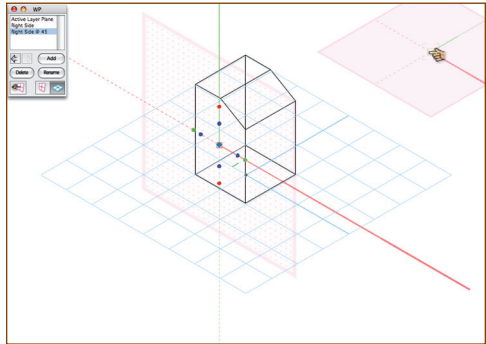 WP
Active Layer Plane
Right Side
Right Side @ 45
Add
Delete
Rename